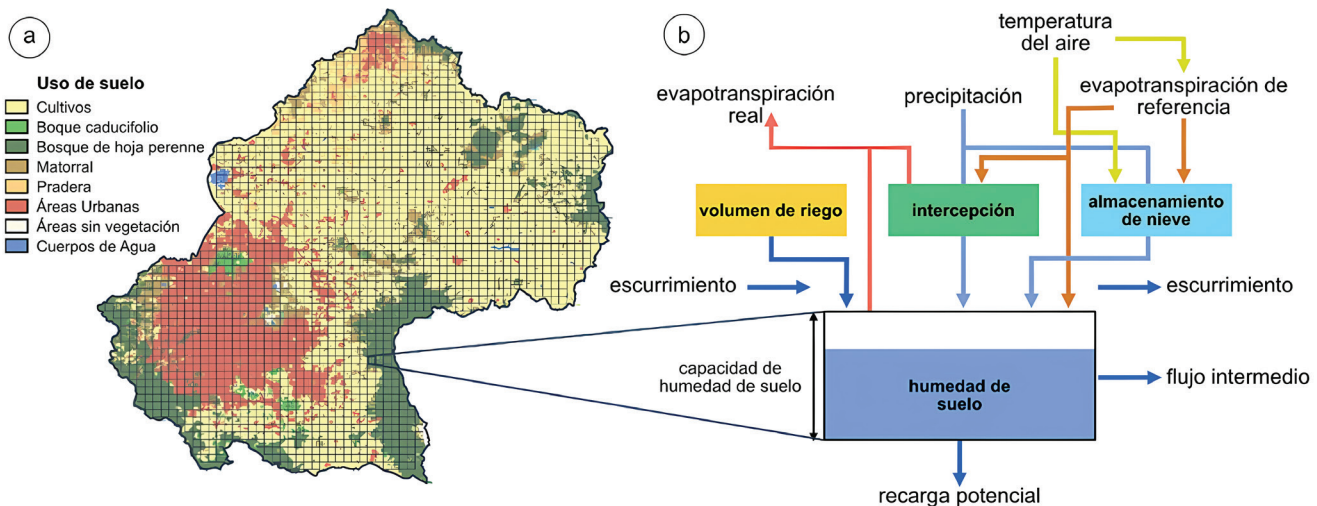 a
Uso de suelo
Cultivos
Boque caducifolio
Bosque de hoja perenne
Matorral
Pradera
Áreas Urbanas
Áreas sin vegetación
Cuerpos de Agua
b
temperatura
del aire
evapotranspiración
real
precipitación
evapotranspiración de
referencia
volumen de riego
intercepción
almacenamiento
de nieve
escurrimiento
escurrimiento
capacidad de
humedad de suelo
humedad de
suelo
flujo intermedio
recarga potencial